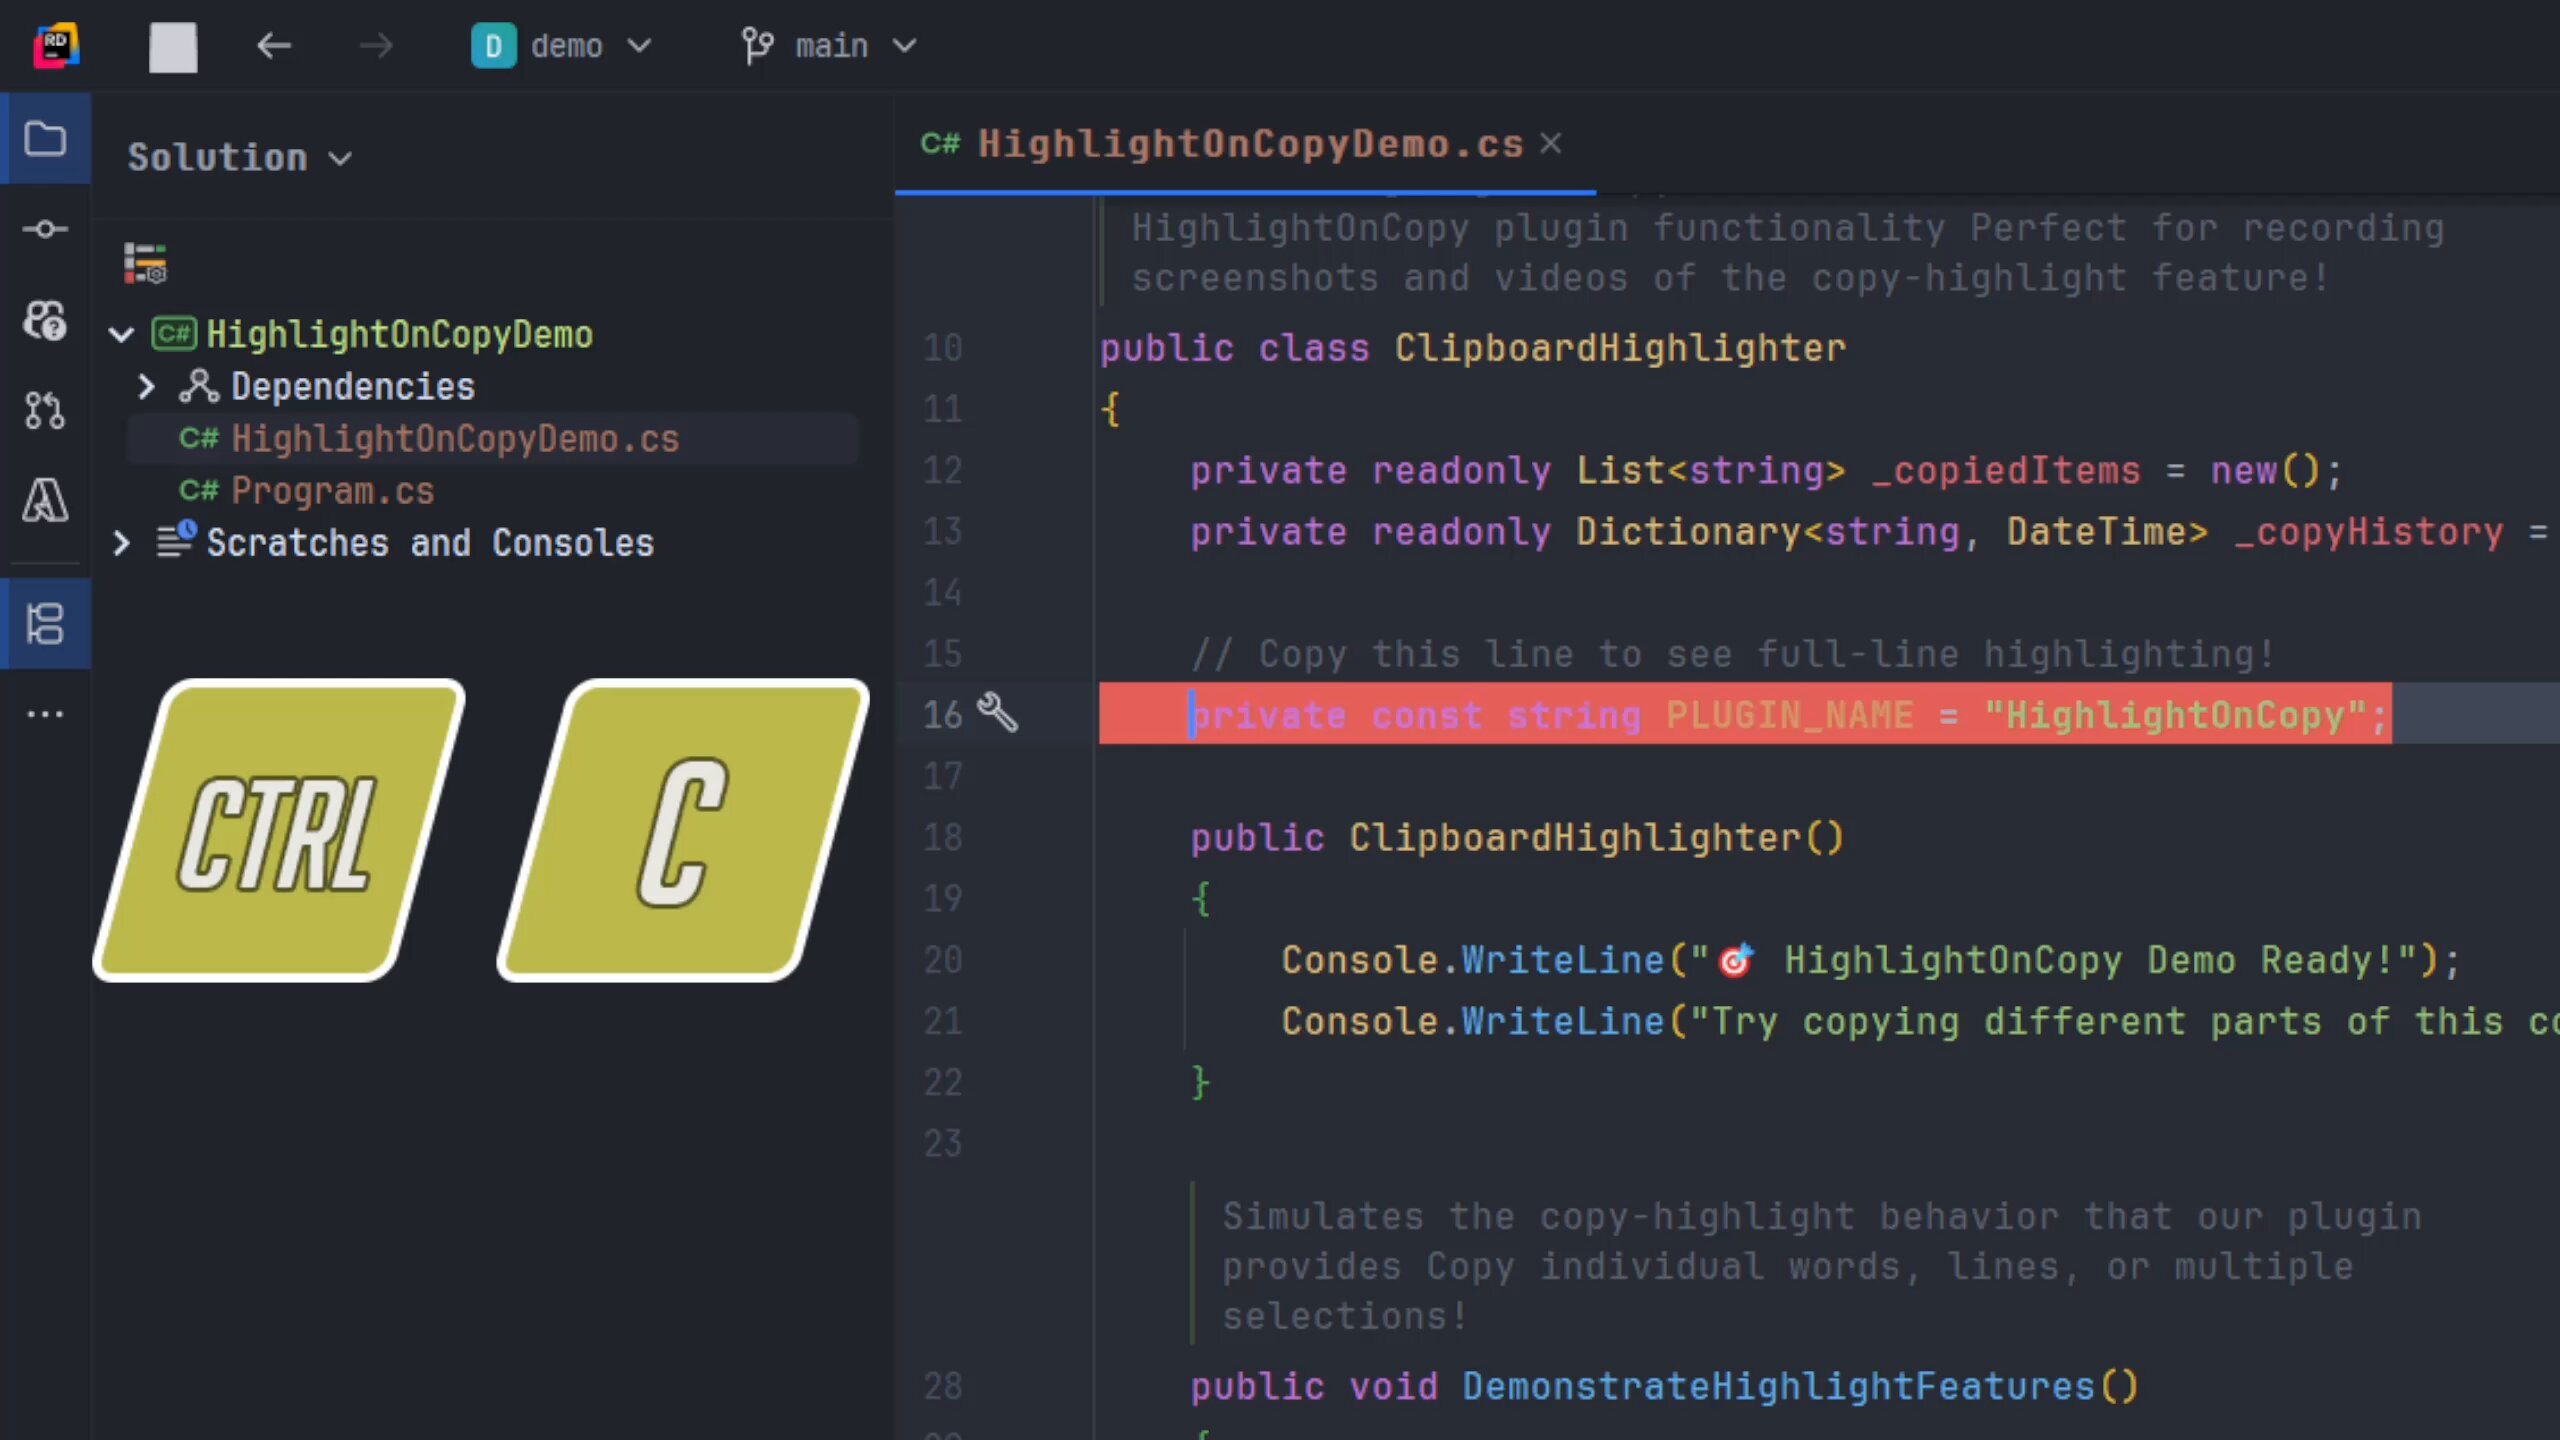 RD
D demo
main
Solution
C# HighlightOnCopyDemo.cs
C# HighlightOnCopyDemo
Dependencies
C# HighlightOnCopyDemo.cs
C# Program.cs
Scratches and Consoles
CTRL
C
HighlightOnCopy plugin functionality Perfect for recording
screenshots and videos of the copy-highlight feature!
10 public class ClipboardHighlighter
11 {
12 private readonly List<string> _copiedItems = new();
13 private readonly Dictionary<string, DateTime> _copyHistory =
14
15 // Copy this line to see full-line highlighting!
16 private const string PLUGIN_NAME = "HighlightOnCopy";
17
18 public ClipboardHighlighter()
19 {
20 Console.WriteLine("🎯 HighlightOnCopy Demo Ready!");
21 Console.WriteLine("Try copying different parts of this co
22 }
23
Simulates the copy-highlight behavior that our plugin
provides Copy individual words, lines, or multiple
selections!
28 public void DemonstrateHighlightFeatures()